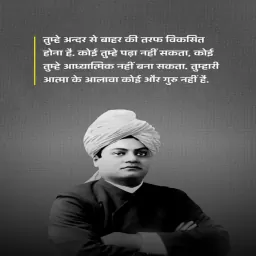 तुम्हे अन्दर से बाहर की तरफ विकसित
होना है. कोई तुम्हे पढ़ा नहीं सकता, कोई
तुम्हे आध्यात्मिक नहीं बना सकता. तुम्हारी
आत्मा के आलावा कोई और गुरु नहीं है.